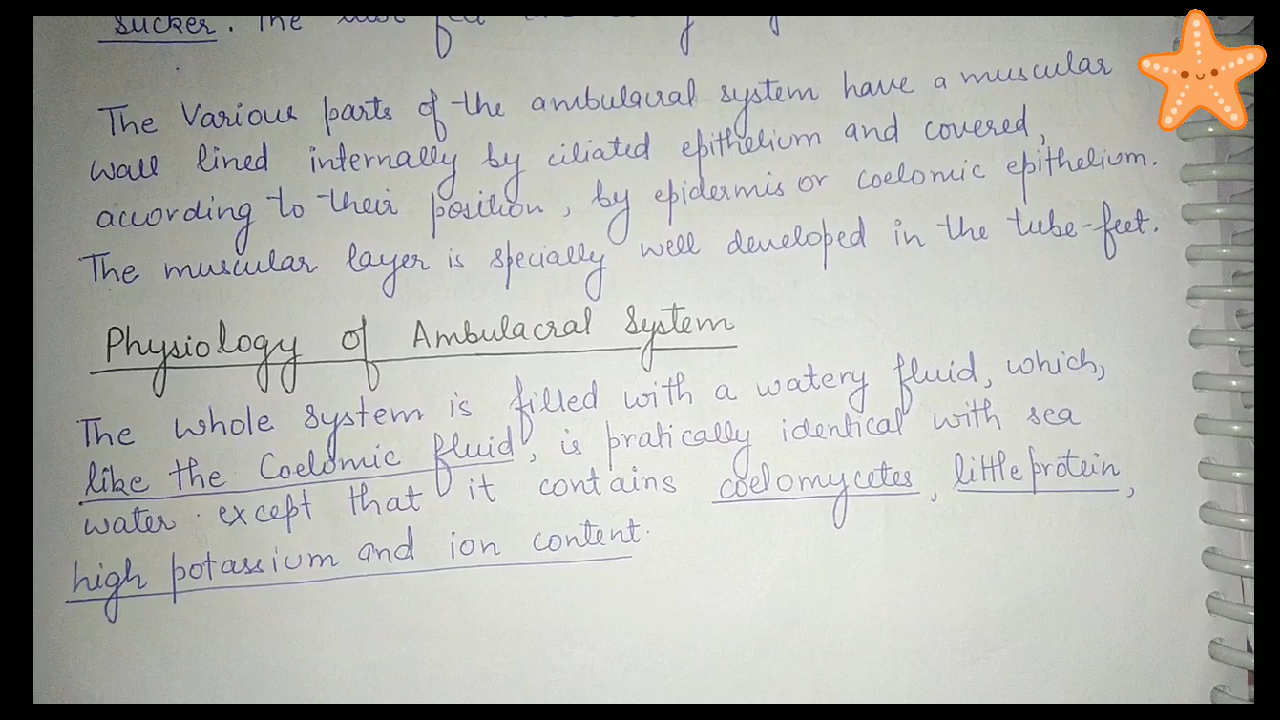 sucker. The
The Various parts of the ambulacral system have a muscular
wall lined internally by ciliated epithelium and covered,
according to their position, by epidermis or coelomic epithelium.
The muscular layer is specially well developed in the tube-feet.
Physiology of Ambulacral System
The whole system is filled with a watery fluid, which,
like the Coelomic fluid, is pratically identical with sea
water except that it contains coelomycetes, little protein,
high potassium and ion content.